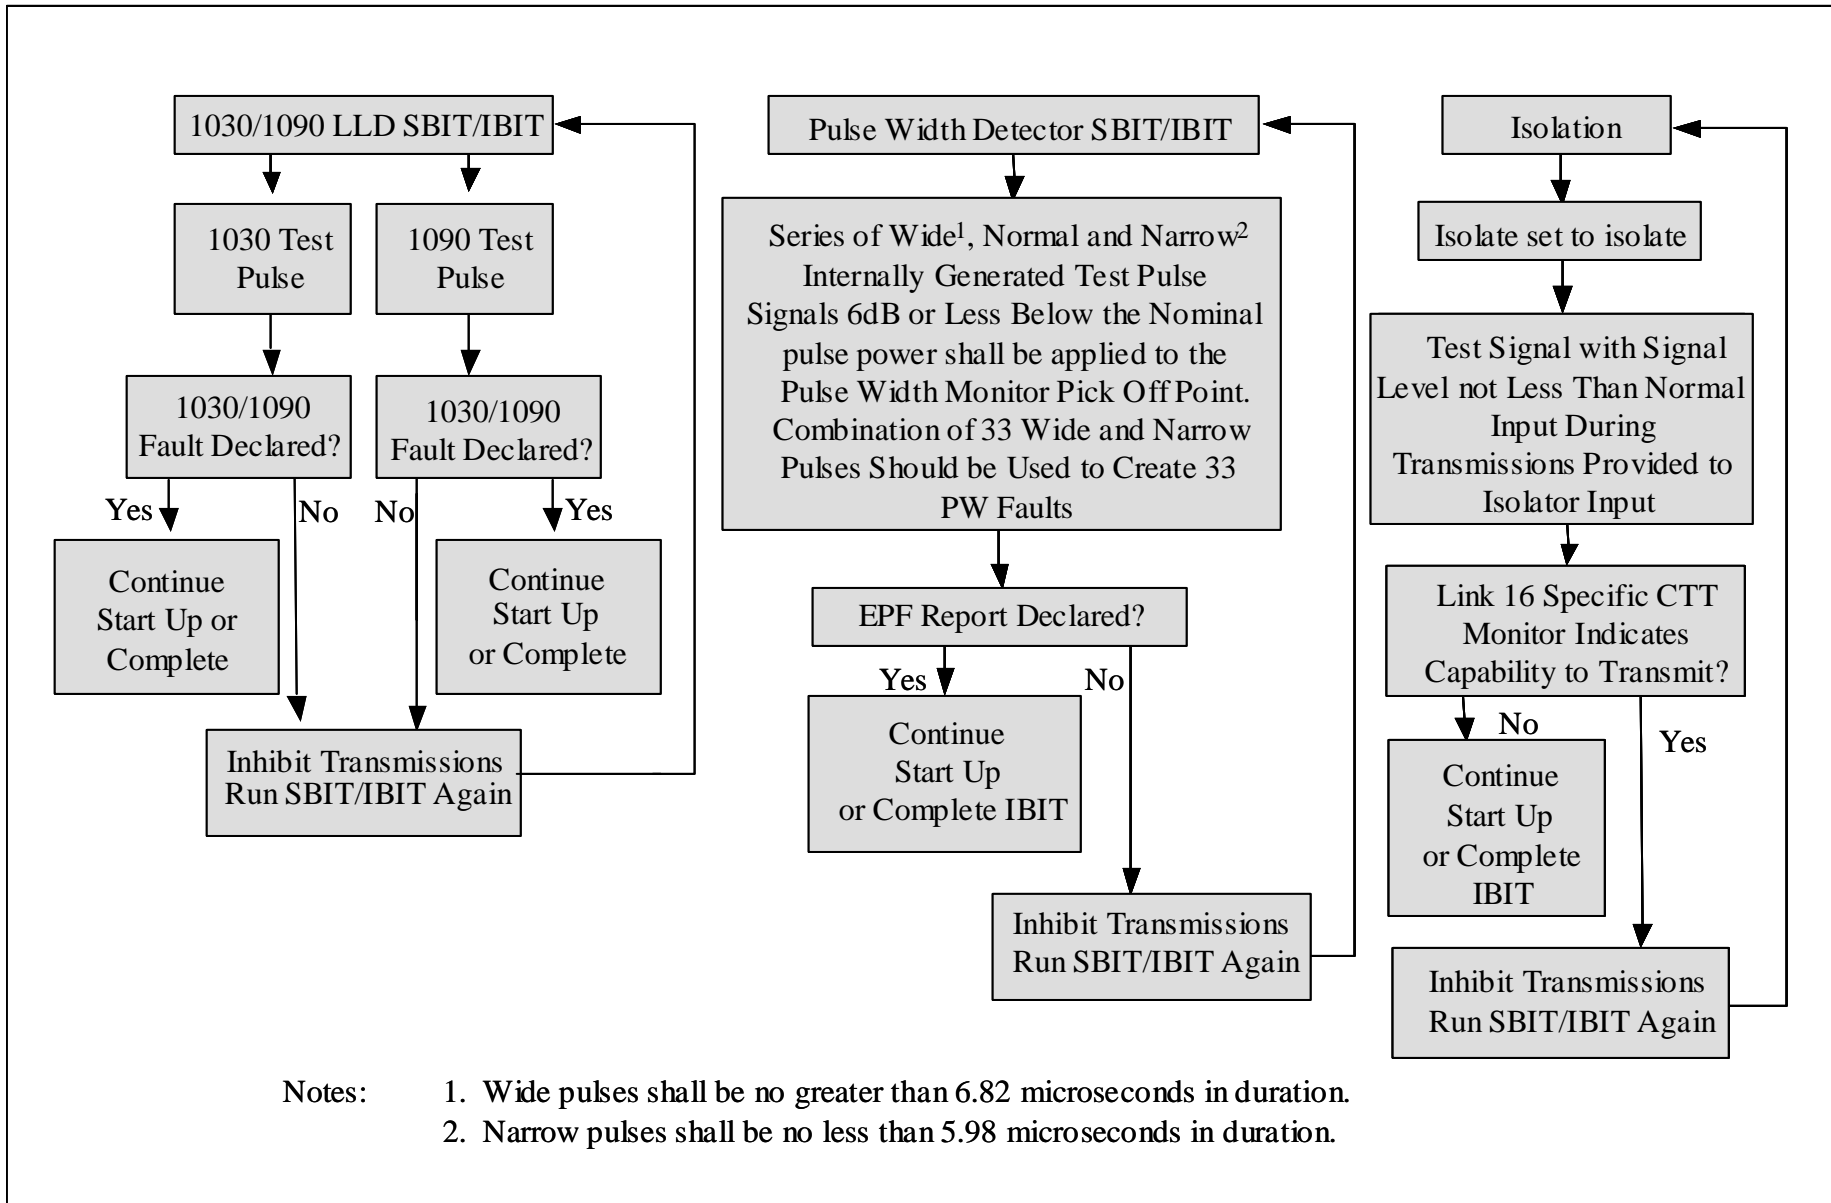 1030/1090 LLD SBIT/IBIT
1030 Test
Pulse
1090 Test
Pulse
1030/1090
Fault Declared?
1030/1090
Fault Declared?
Yes
No
No
Yes
Continue
Start Up or
Complete
Continue
Start Up
or Complete
Inhibit Transmissions
Run SBIT/IBIT Again
Pulse Width Detector SBIT/IBIT
Series of Wide¹, Normal and Narrow²
Internally Generated Test Pulse
Signals 6dB or Less Below the Nominal
pulse power shall be applied to the
Pulse Width Monitor Pick Off Point.
Combination of 33 Wide and Narrow
Pulses Should be Used to Create 33
PW Faults
EPF Report Declared?
Yes
No
Continue
Start Up
or Complete IBIT
Inhibit Transmissions
Run SBIT/IBIT Again
Isolation
Isolate set to isolate
Test Signal with Signal
Level not Less Than Normal
Input During
Transmissions Provided to
Isolator Input
Link 16 Specific CTT
Monitor Indicates
Capability to Transmit?
No
Yes
Continue
Start Up
or Complete
IBIT
Inhibit Transmissions
Run SBIT/IBIT Again
Notes: 1. Wide pulses shall be no greater than 6.82 microseconds in duration.
2. Narrow pulses shall be no less than 5.98 microseconds in duration.